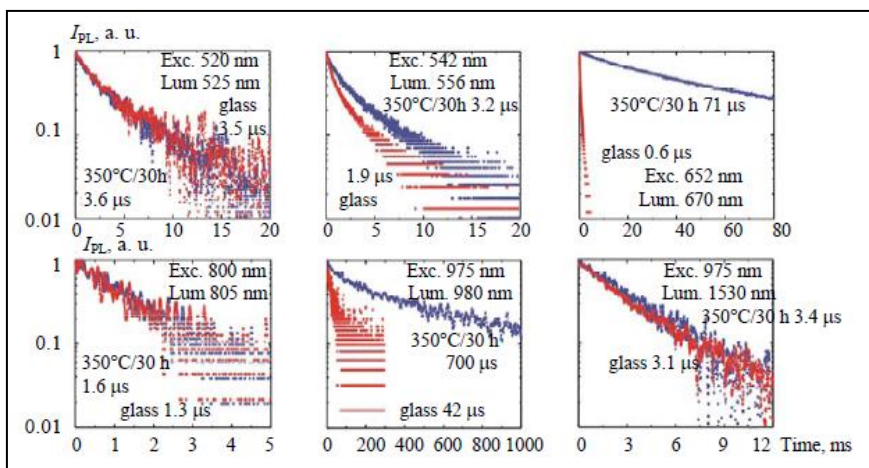 I_PL, a. u.
1
0.1
0.01
Exc. 520 nm
Lum 525 nm
glass
3.5 μs
350°C/30h
3.6 μs
0 5 10 15 20
Exc. 542 nm
Lum. 556 nm
350°C/30h 3.2 μs
1.9 μs
glass
0 5 10 15 20
350°C/30 h 71 μs
glass 0.6 μs
Exc. 652 nm
Lum. 670 nm
0 20 40 60 80
I_PL, a. u.
1
0.1
0.01
Exc. 800 nm
Lum 805 nm
350°C/30 h
1.6 μs
glass 1.3 μs
0 1 2 3 4 5
Exc. 975 nm
Lum. 980 nm
350°C/30 h
700 μs
glass 42 μs
0 200 400 600 800 1000
Exc. 975 nm
Lum. 1530 nm
350°C/30 h 3.4 μs
glass 3.1 μs
0 3 6 9 12 Time, ms